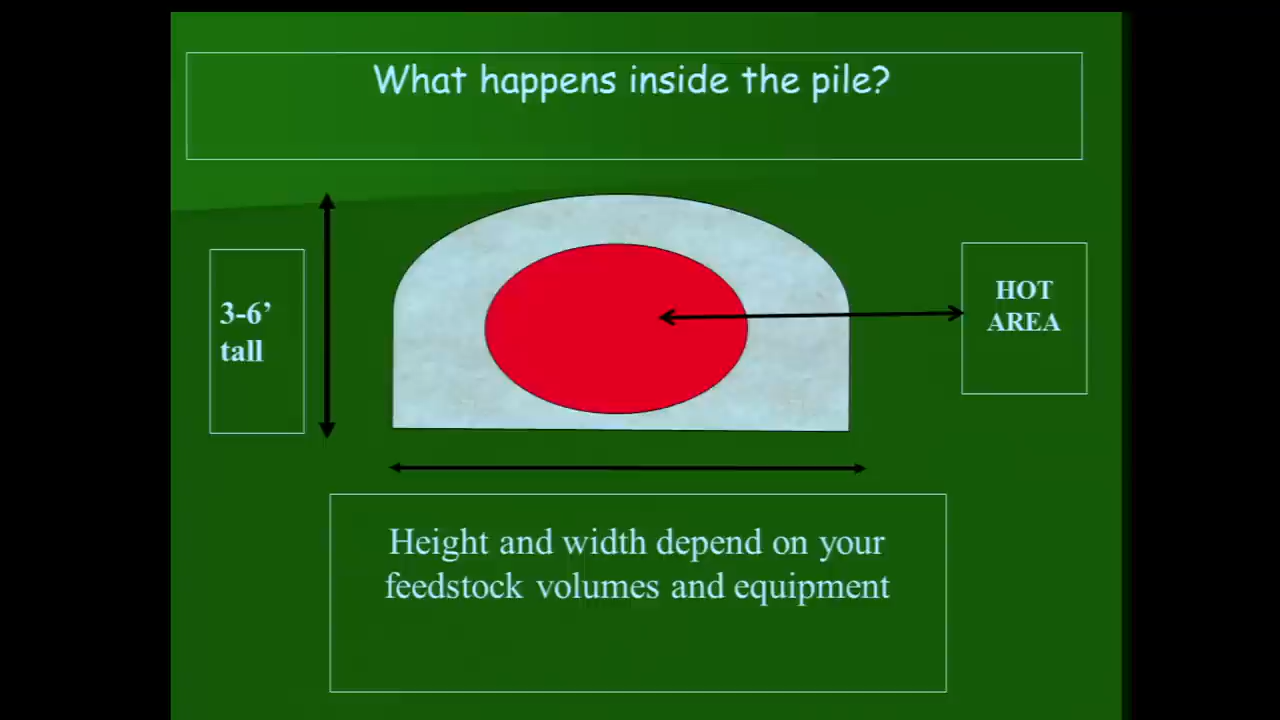 What happens inside the pile?
3-6’
tall
HOT
AREA
Height and width depend on your
feedstock volumes and equipment